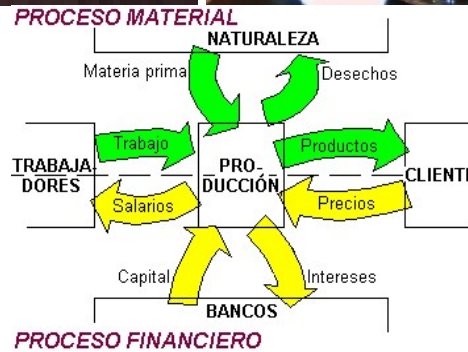 PROCESO MATERIAL
NATURALEZA
Materia prima
Desechos
Trabajo
Productos
TRABAJA-
DORES
PRO-
DUCCIÓN
CLIENT
Salarios
Precios
Capital
Intereses
BANCOS
PROCESO FINANCIERO